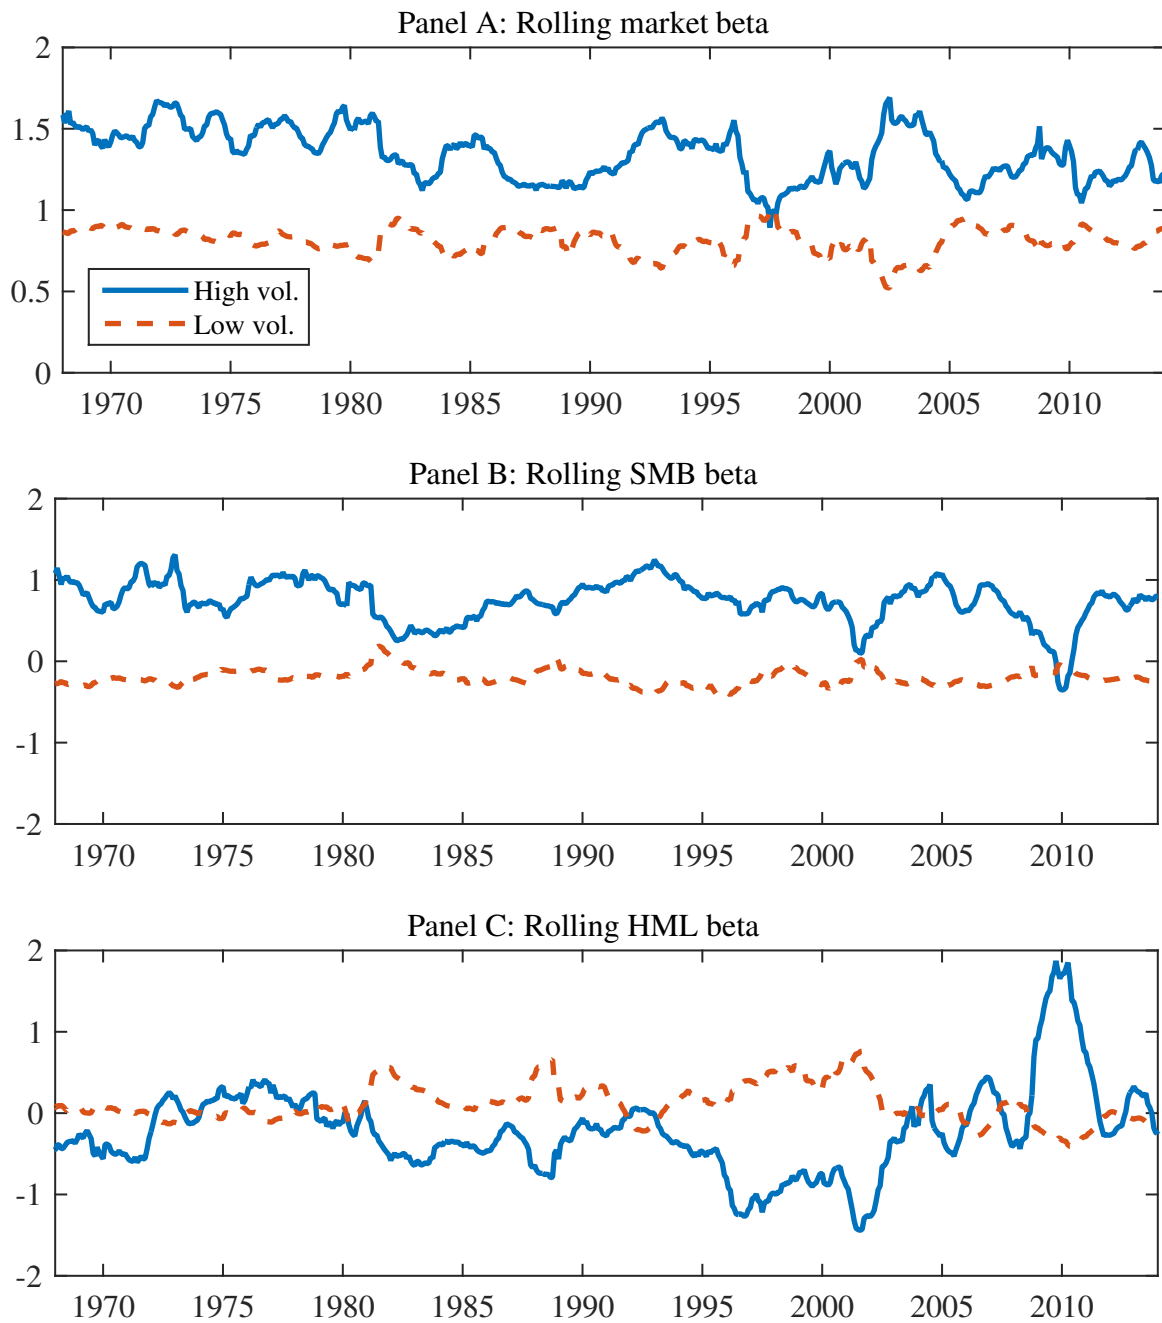 Panel A: Rolling market beta
2
1.5
1
0.5
0
High vol.
Low vol.
1970 1975 1980 1985 1990 1995 2000 2005 2010
Panel B: Rolling SMB beta
2
1
0
-1
-2
1970 1975 1980 1985 1990 1995 2000 2005 2010
Panel C: Rolling HML beta
2
1
0
-1
-2
1970 1975 1980 1985 1990 1995 2000 2005 2010